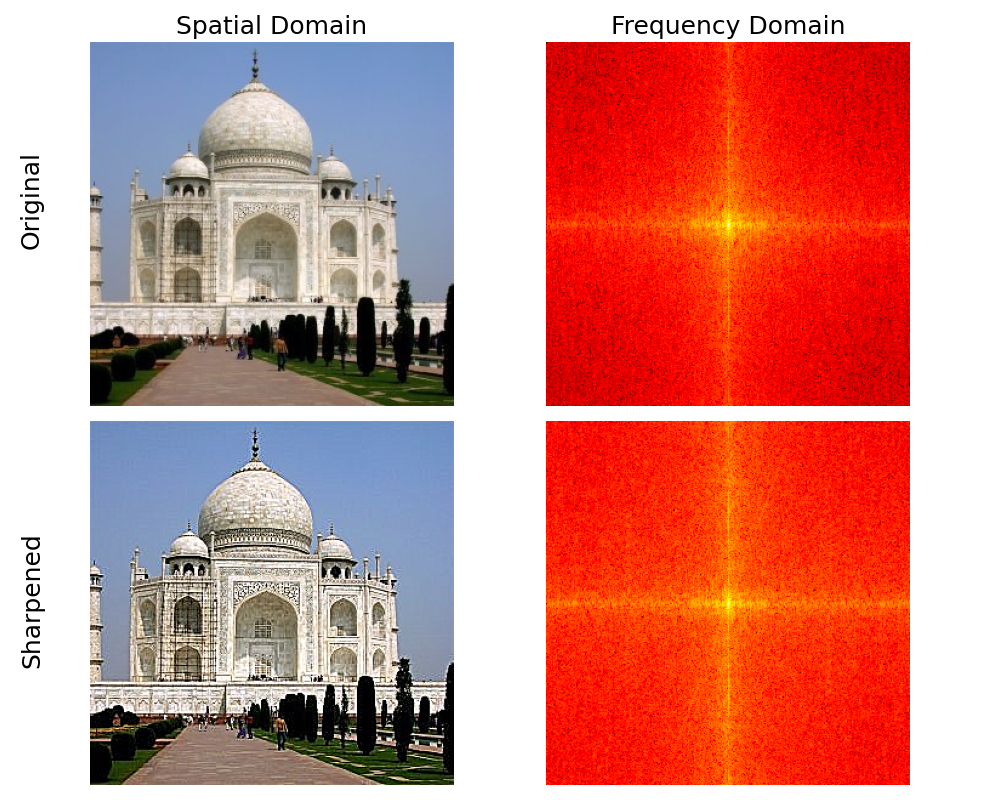 Spatial Domain
Frequency Domain
Original
Sharpened